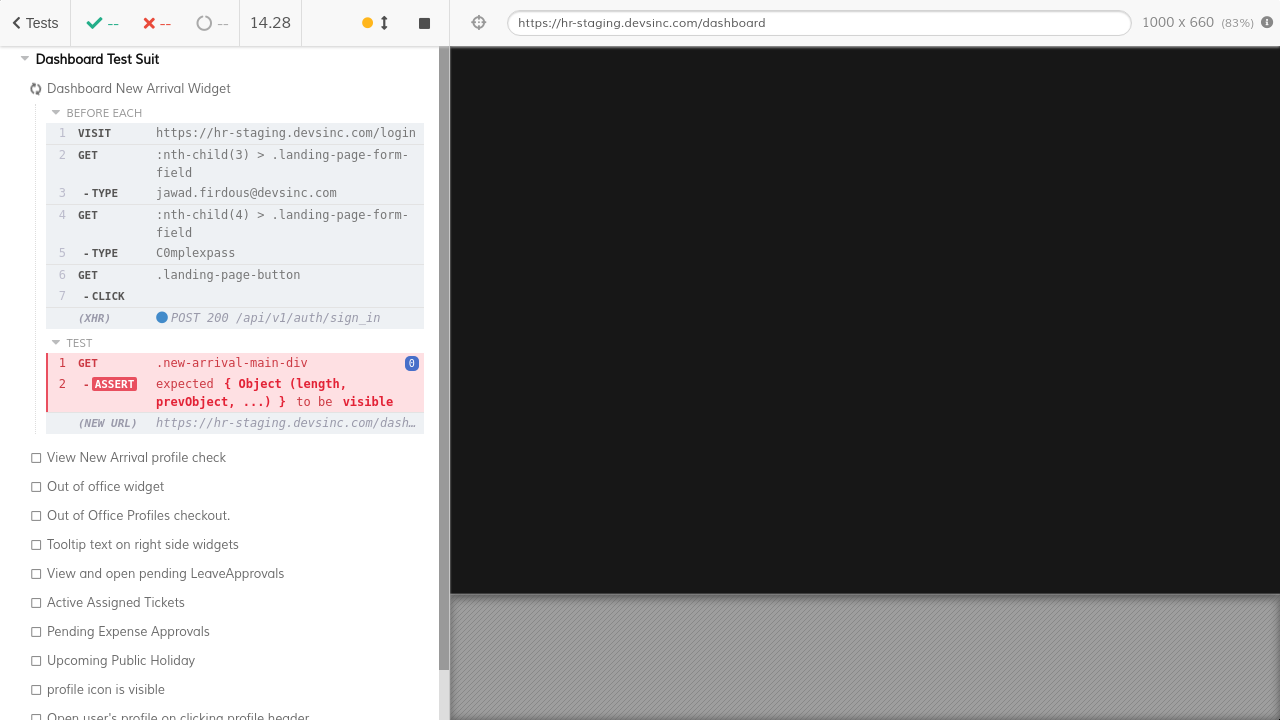 Tests
--
--
--
14.28
https://hr-staging.devsinc.com/dashboard
1000 x 660 (83%)
Dashboard Test Suit
Dashboard New Arrival Widget
BEFORE EACH
1 VISIT https://hr-staging.devsinc.com/login
2 GET :nth-child(3) > .landing-page-form-
field
3 -TYPE jawad.firdous@devsinc.com
4 GET :nth-child(4) > .landing-page-form-
field
5 -TYPE C0mplexpass
6 GET .landing-page-button
7 -CLICK
(XHR) POST 200 /api/v1/auth/sign_in
TEST
1 GET .new-arrival-main-div 0
2 -ASSERT expected { Object (length,
prevObject, ...) } to be visible
(NEW URL) https://hr-staging.devsinc.com/dash…
View New Arrival profile check
Out of office widget
Out of Office Profiles checkout.
Tooltip text on right side widgets
View and open pending LeaveApprovals
Active Assigned Tickets
Pending Expense Approvals
Upcoming Public Holiday
profile icon is visible
Open user's profile on clicking profile header